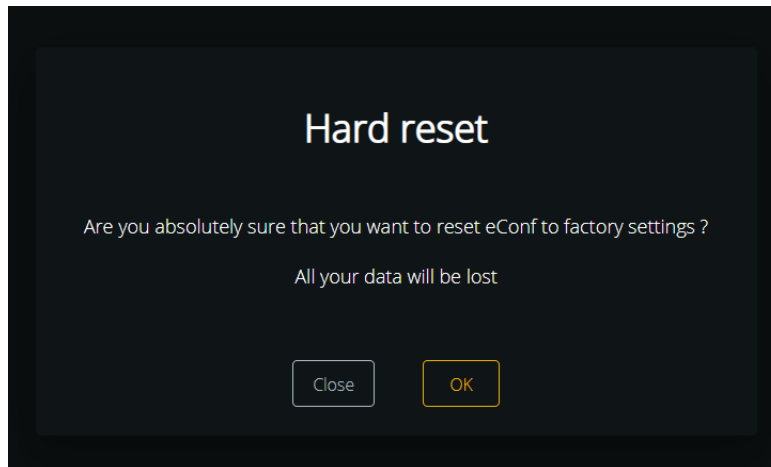 Hard reset
Are you absolutely sure that you want to reset eConf to factory settings ?
All your data will be lost
Close
OK